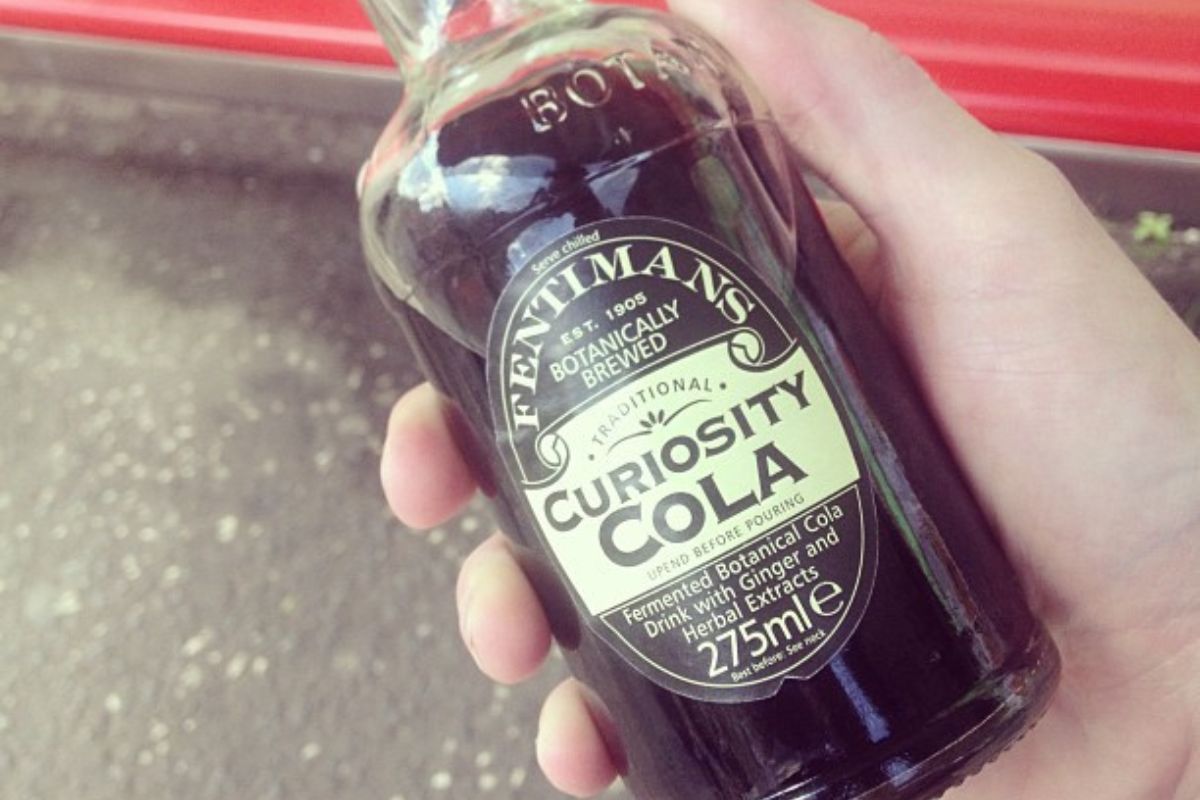 BOTA
Serve chilled
FENTIMANS
EST. 1905
BOTANICALLY
BREWED
• TRADITIONAL •
CURIOSITY
COLA
UPEND BEFORE POURING
Fermented Botanical Cola
Drink with Ginger and
Herbal Extracts
275ml e
Best before: See neck